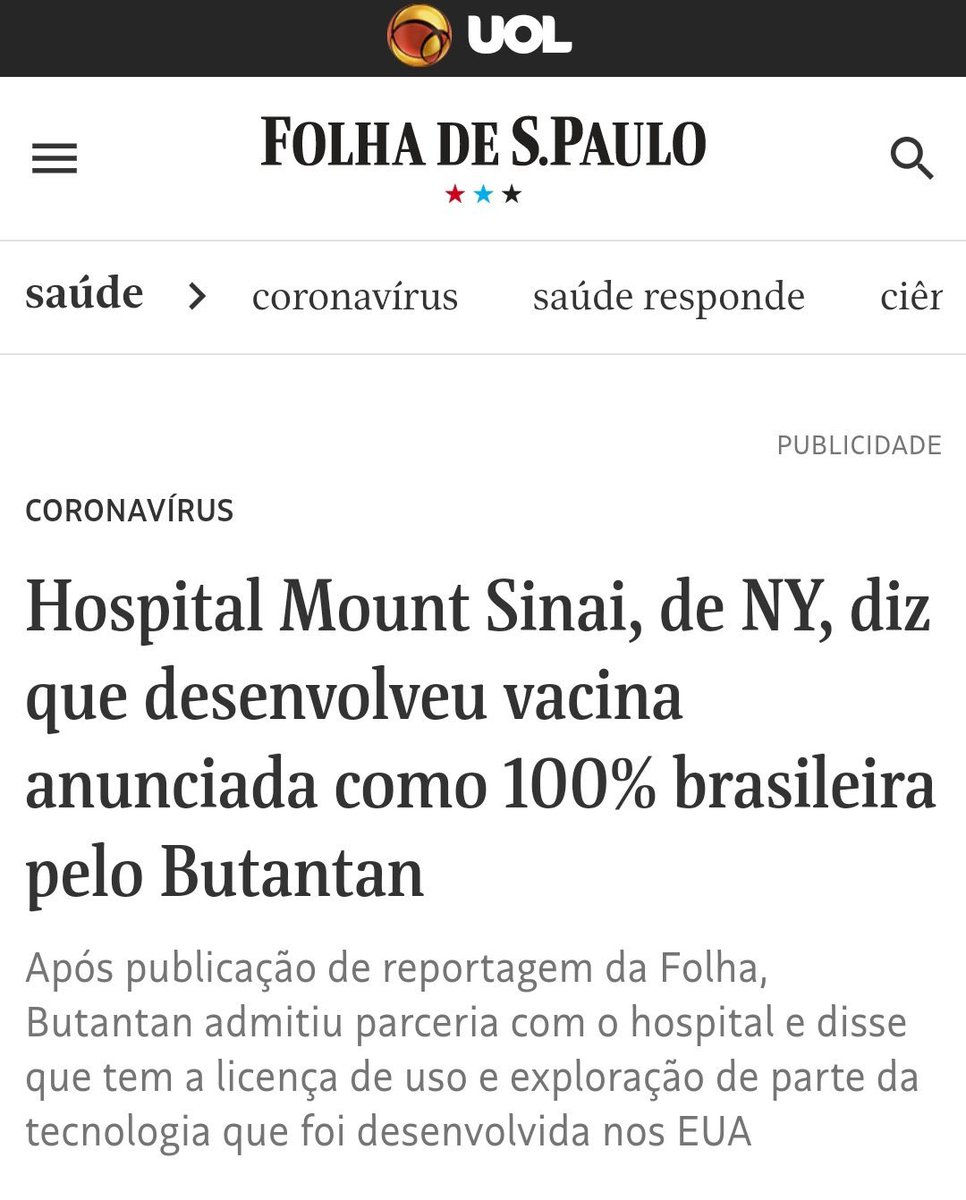 UOL
FOLHA DE S.PAULO
saúde
coronavírus saúde responde ciên
PUBLICIDADE
CORONAVÍRUS
Hospital Mount Sinai, de NY, diz
que desenvolveu vacina
anunciada como 100% brasileira
pelo Butantan
Após publicação de reportagem da Folha,
Butantan admitiu parceria com o hospital e disse
que tem a licença de uso e exploração de parte da
tecnologia que foi desenvolvida nos EUA